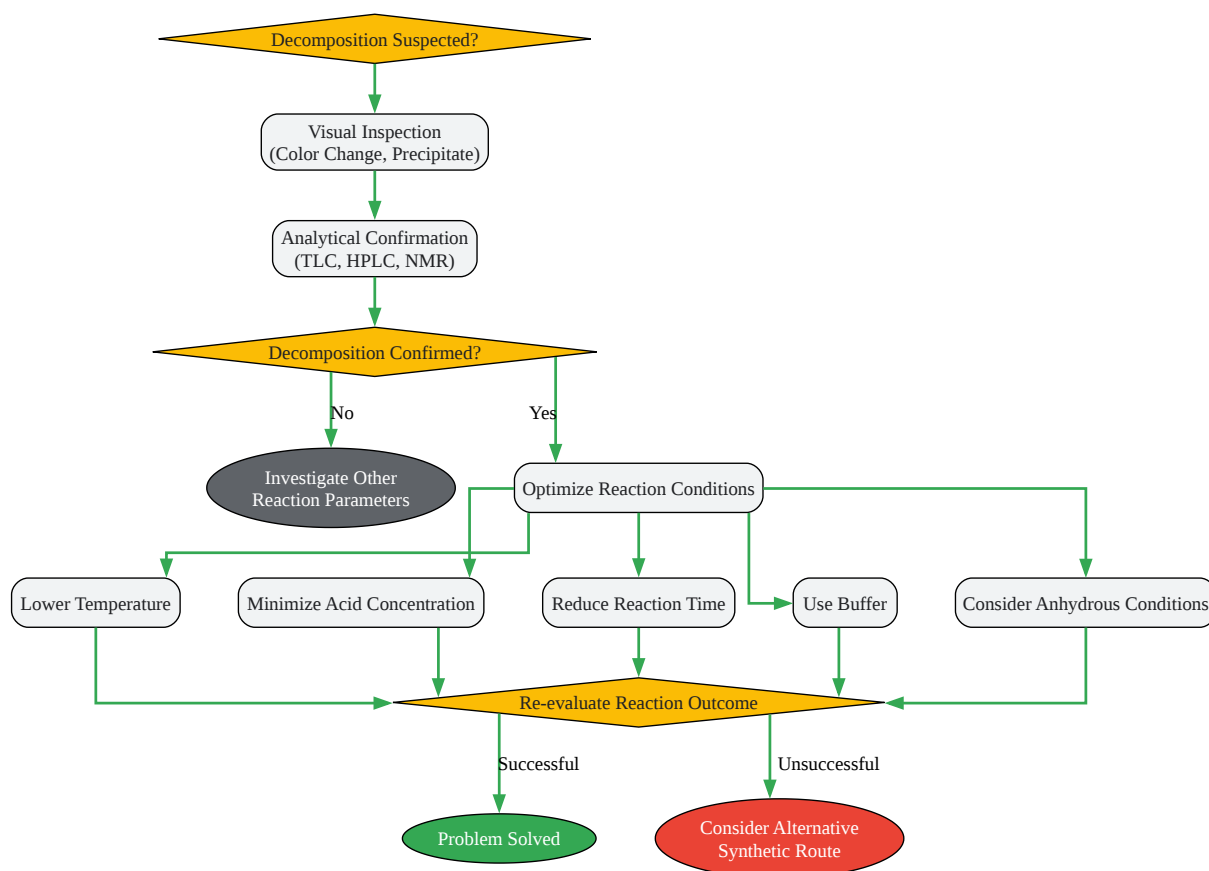 Decomposition Suspected?
Visual Inspection
(Color Change, Precipitate)
Analytical Confirmation
(TLC, HPLC, NMR)
Decomposition Confirmed?
No
Yes
Investigate Other
Reaction Parameters
Optimize Reaction Conditions
Lower Temperature
Minimize Acid Concentration
Reduce Reaction Time
Use Buffer
Consider Anhydrous Conditions
Re-evaluate Reaction Outcome
Successful
Unsuccessful
Problem Solved
Consider Alternative
Synthetic Route